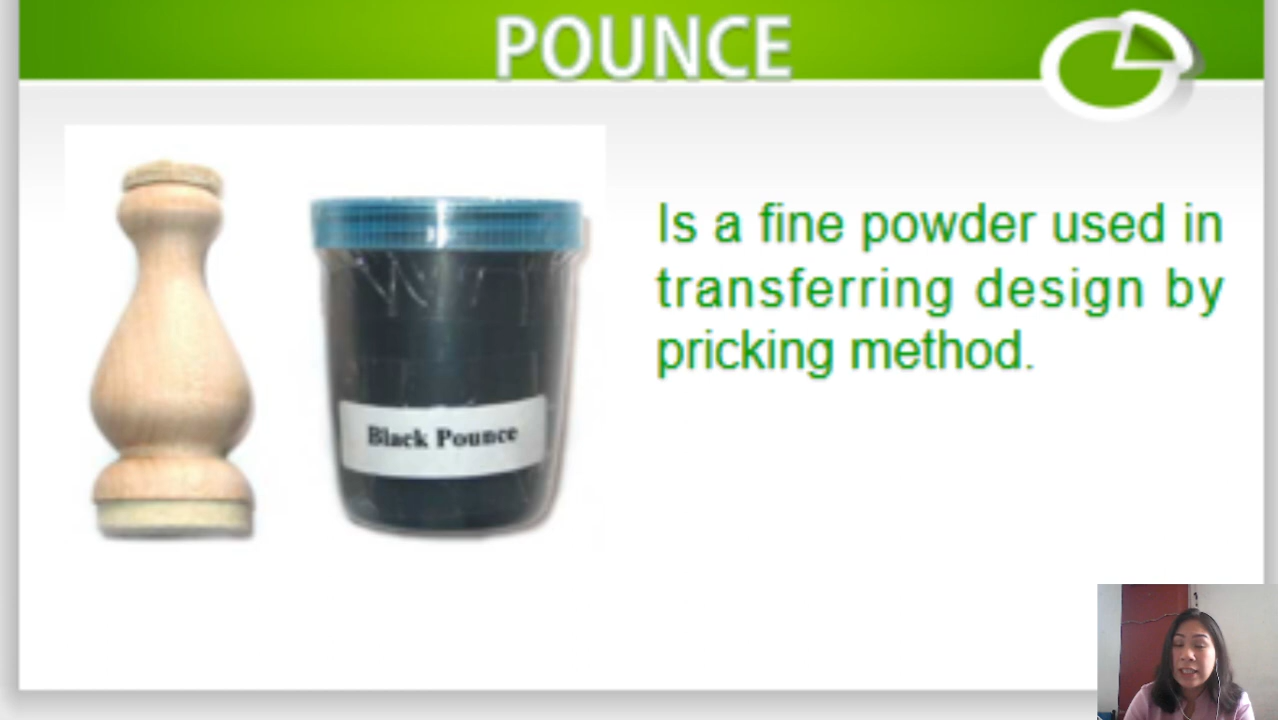 POUNCE
Is a fine powder used in
transferring design by
pricking method.
Black Pounce